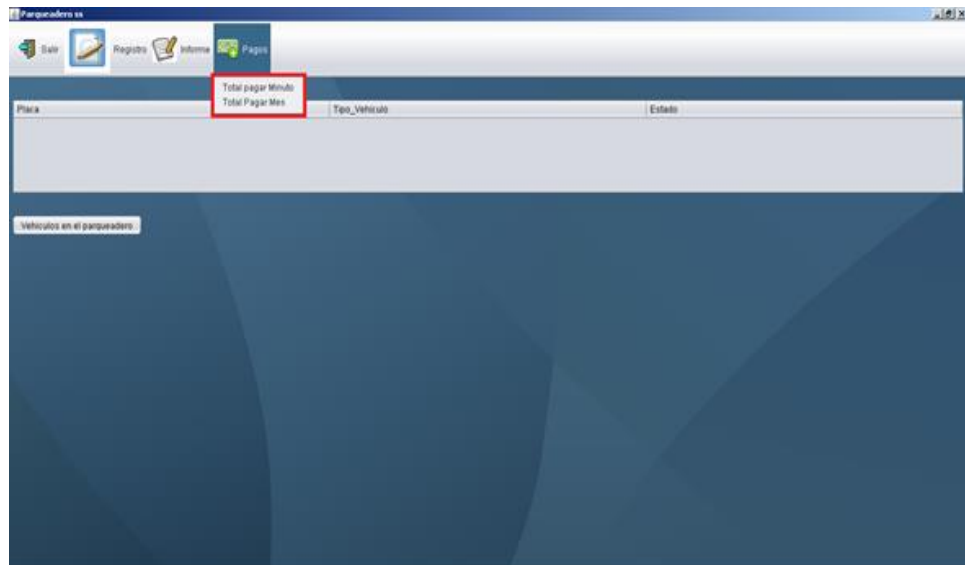 Parqueadero ss
Salir Registro Informe Pagos
Total pagar Minuto
Total Pagar Mes
Placa Tipo_Vehiculo Estado
Vehiculos en el parqueadero